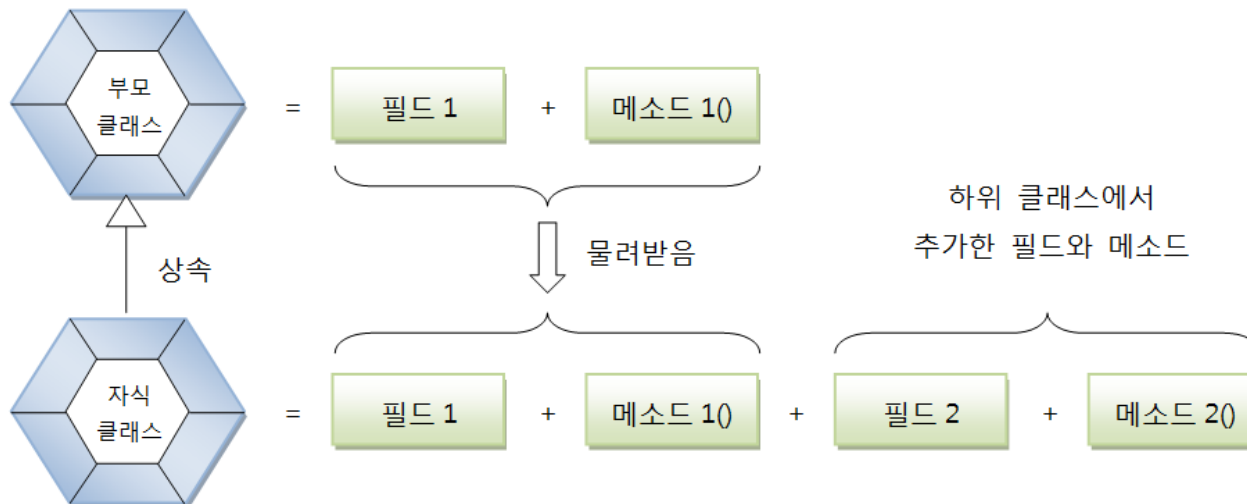 부모
클래스
= 필드 1 + 메소드 1()
하위 클래스에서
추가한 필드와 메소드
물려받음
상속
자식
클래스
= 필드 1 + 메소드 1() + 필드 2 + 메소드 2()